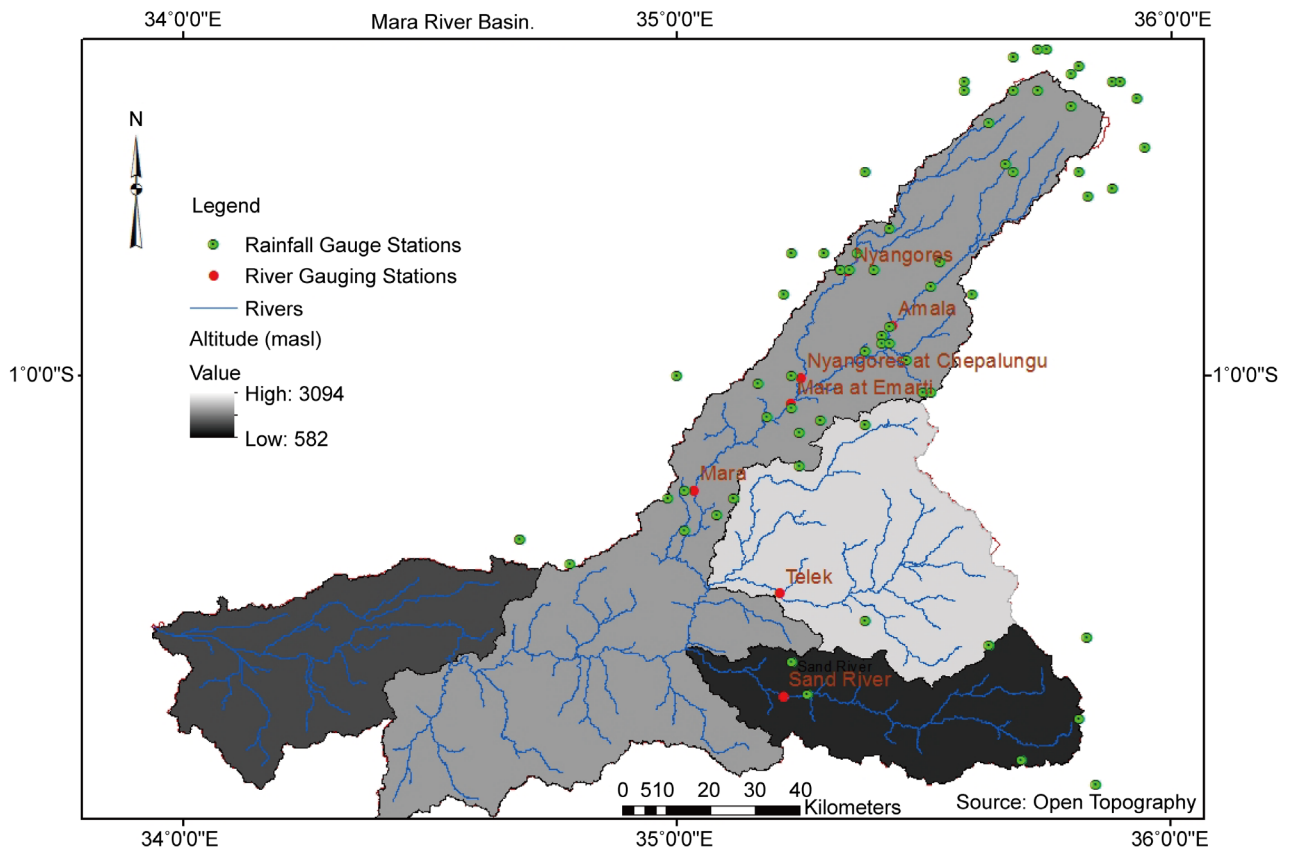 34°0'0"E
Mara River Basin.
35°0'0"E
36°0'0"E
N
Legend
Rainfall Gauge Stations
River Gauging Stations
Rivers
Altitude (masl)
Value
High: 3094
Low: 582
1°0'0"S
1°0'0"S
Nyangores
Amala
Nyangores at Chepalungu
Mara at Emarti
Mara
Telek
Sand River
Sand River
0 510 20 30 40
Kilometers
Source: Open Topography
34°0'0"E
35°0'0"E
36°0'0"E